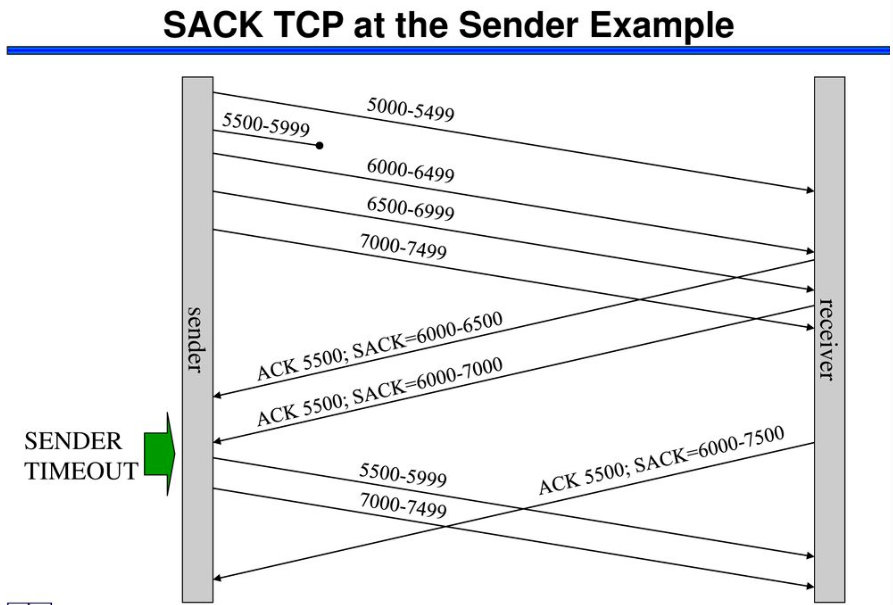 SACK TCP at the Sender Example
5000-5499
5500-5999
6000-6499
6500-6999
7000-7499
sender
receiver
ACK 5500; SACK=6000-6500
ACK 5500; SACK=6000-7000
SENDER
TIMEOUT
ACK 5500; SACK=6000-7500
5500-5999
7000-7499